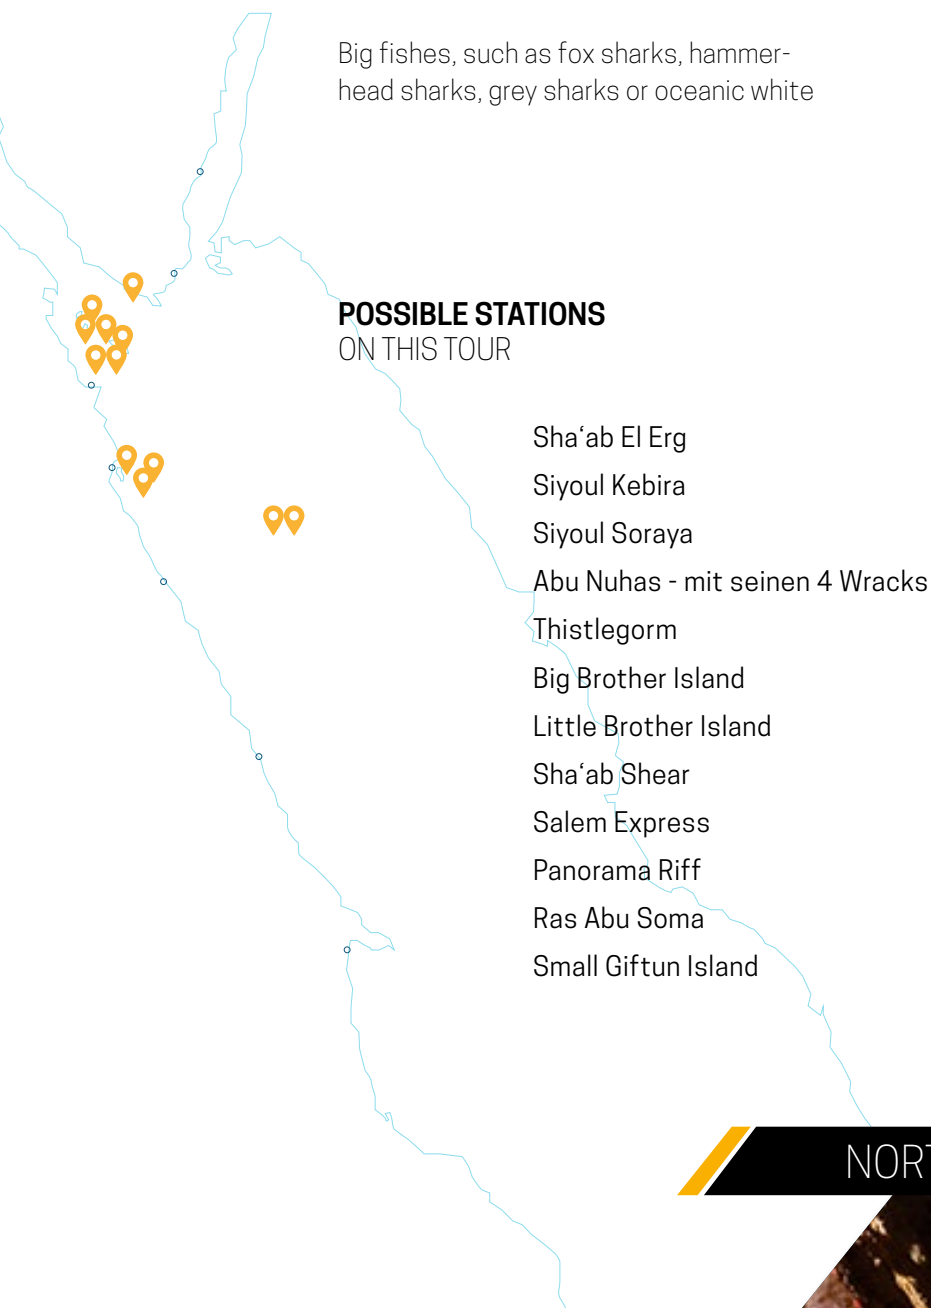 Big fishes, such as fox sharks, hammer-
head sharks, grey sharks or oceanic white
POSSIBLE STATIONS
ON THIS TOUR
Sha‘ab El Erg
Siyoul Kebira
Siyoul Soraya
Abu Nuhas - mit seinen 4 Wracks
Thistlegorm
Big Brother Island
Little Brother Island
Sha‘ab Shear
Salem Express
Panorama Riff
Ras Abu Soma
Small Giftun Island